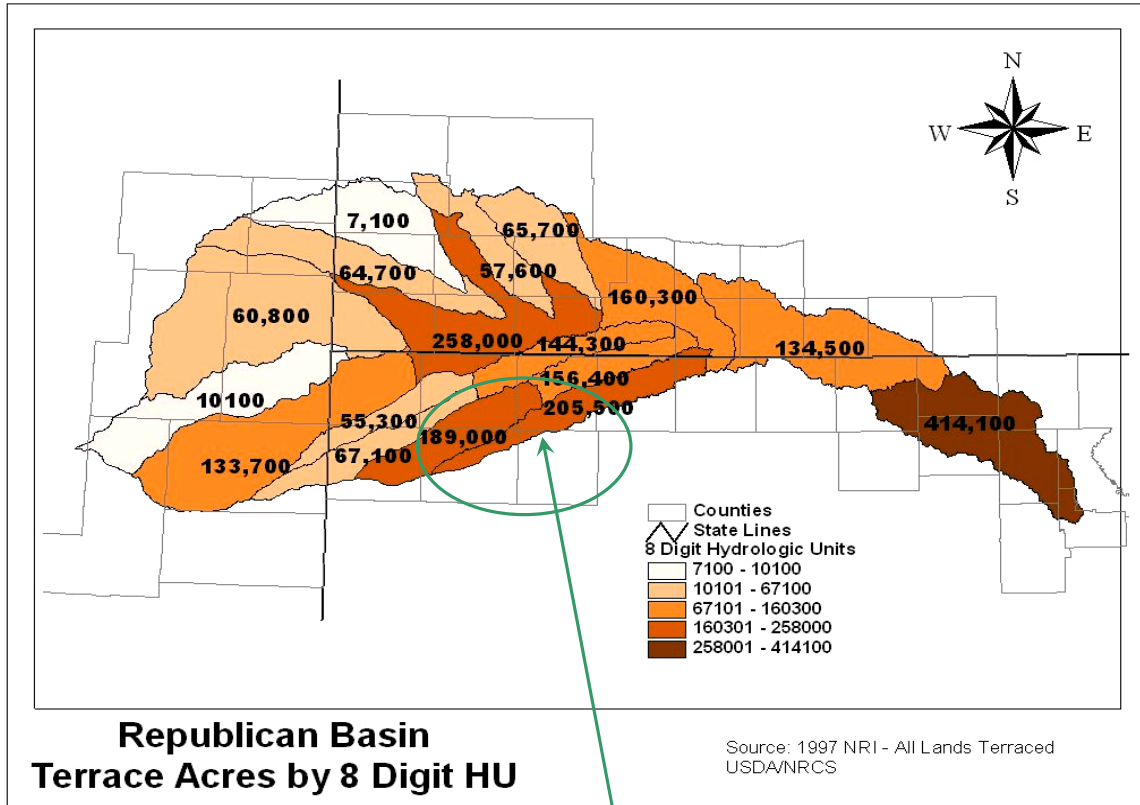 N
W E
S
7,100
65,700
64,700
57,600
60,800
160,300
258,000
144,300
134,500
10100
156,400
205,500
55,300
189,000
414,100
133,700
67,100
Counties
State Lines
8 Digit Hydrologic Units
7100 - 10100
10101 - 67100
67101 - 160300
160301 - 258000
258001 - 414100
Republican Basin
Terrace Acres by 8 Digit HU
Source: 1997 NRI - All Lands Terraced
USDA/NRCS